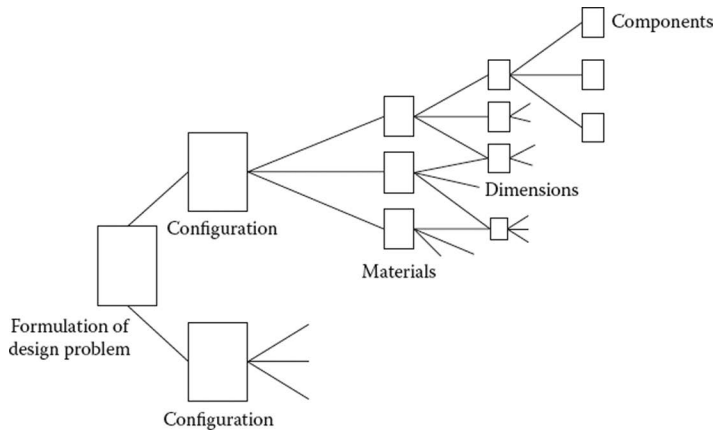 Components
Dimensions
Configuration
Materials
Formulation of
design problem
Configuration